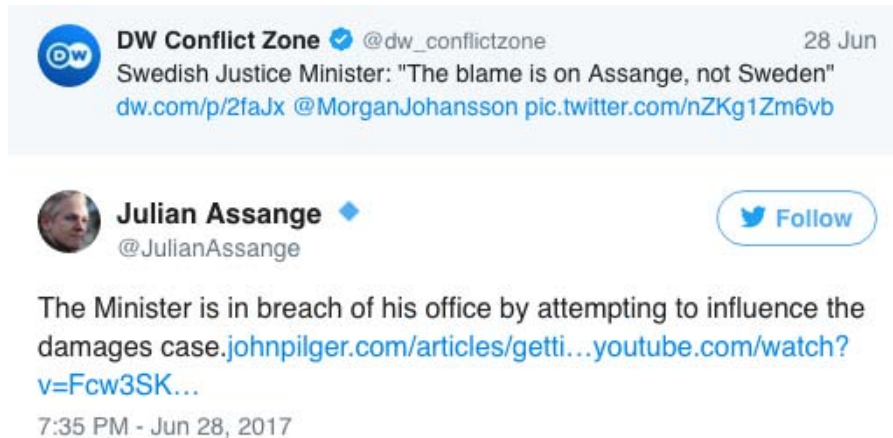 DW Conflict Zone @dw_conflictzone 28 Jun
Swedish Justice Minister: "The blame is on Assange, not Sweden"
dw.com/p/2faJx @MorganJohansson pic.twitter.com/nZKg1Zm6vb
Julian Assange
@JulianAssange
Follow
The Minister is in breach of his office by attempting to influence the
damages case.johnpilger.com/articles/getti…youtube.com/watch?
v=Fcw3SK…
7:35 PM - Jun 28, 2017